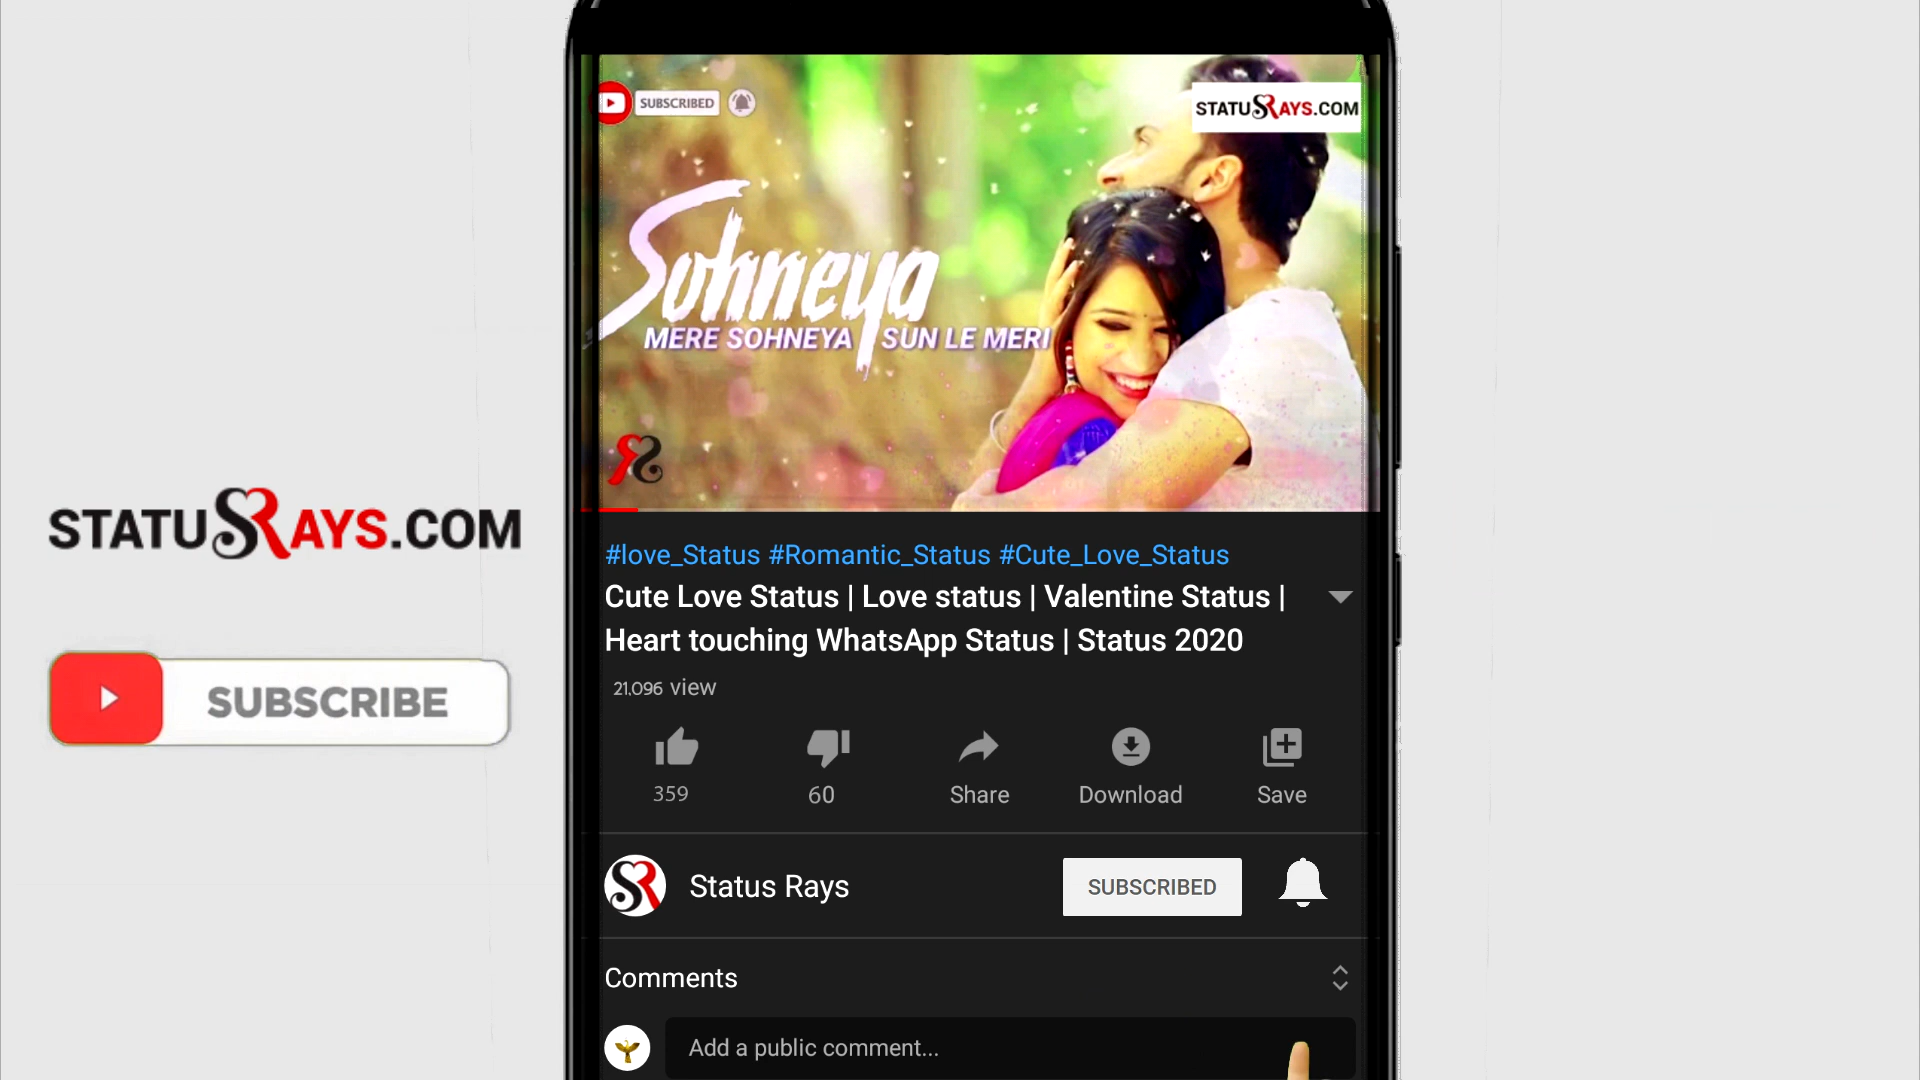 SUBSCRIBED
STATUSRAYS.COM
Sohneya
MERE SOHNEYA SUN LE MERI
SR
STATUSRAYS.COM
SUBSCRIBE
#love_Status #Romantic_Status #Cute_Love_Status
Cute Love Status | Love status | Valentine Status |
Heart touching WhatsApp Status | Status 2020
21,096 view
359 60 Share Download Save
SR Status Rays SUBSCRIBED
Comments
Add a public comment...